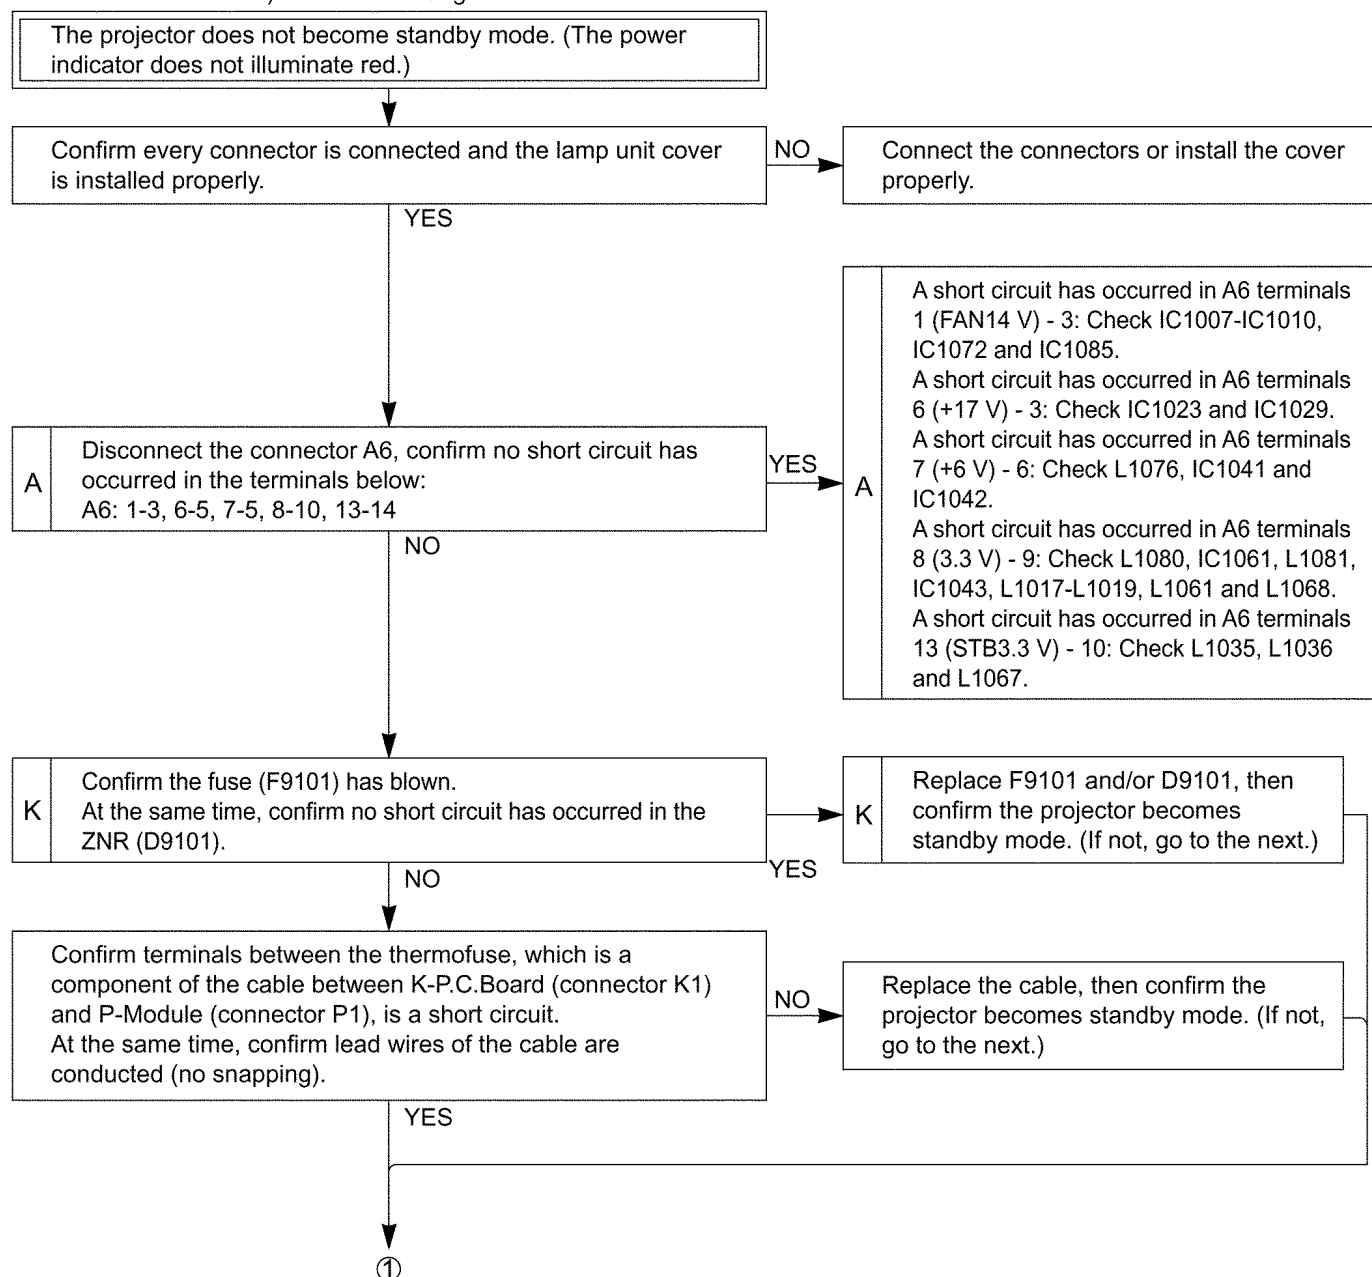 The projector does not become standby mode. (The power
indicator does not illuminate red.)
Confirm every connector is connected and the lamp unit cover
is installed properly.
NO
Connect the connectors or install the cover
properly.
YES
A
Disconnect the connector A6, confirm no short circuit has
occurred in the terminals below:
A6: 1-3, 6-5, 7-5, 8-10, 13-14
YES
A
A short circuit has occurred in A6 terminals
1 (FAN14 V) - 3: Check IC1007-IC1010,
IC1072 and IC1085.
A short circuit has occurred in A6 terminals
6 (+17 V) - 3: Check IC1023 and IC1029.
A short circuit has occurred in A6 terminals
7 (+6 V) - 6: Check L1076, IC1041 and
IC1042.
A short circuit has occurred in A6 terminals
8 (3.3 V) - 9: Check L1080, IC1061, L1081,
IC1043, L1017-L1019, L1061 and L1068.
A short circuit has occurred in A6 terminals
13 (STB3.3 V) - 10: Check L1035, L1036
and L1067.
NO
K
Confirm the fuse (F9101) has blown.
At the same time, confirm no short circuit has occurred in the
ZNR (D9101).
YES
K
Replace F9101 and/or D9101, then
confirm the projector becomes
standby mode. (If not, go to the next.)
NO
Confirm terminals between the thermofuse, which is a
component of the cable between K-P.C.Board (connector K1)
and P-Module (connector P1), is a short circuit.
At the same time, confirm lead wires of the cable are
conducted (no snapping).
NO
Replace the cable, then confirm the
projector becomes standby mode. (If not,
go to the next.)
YES
①